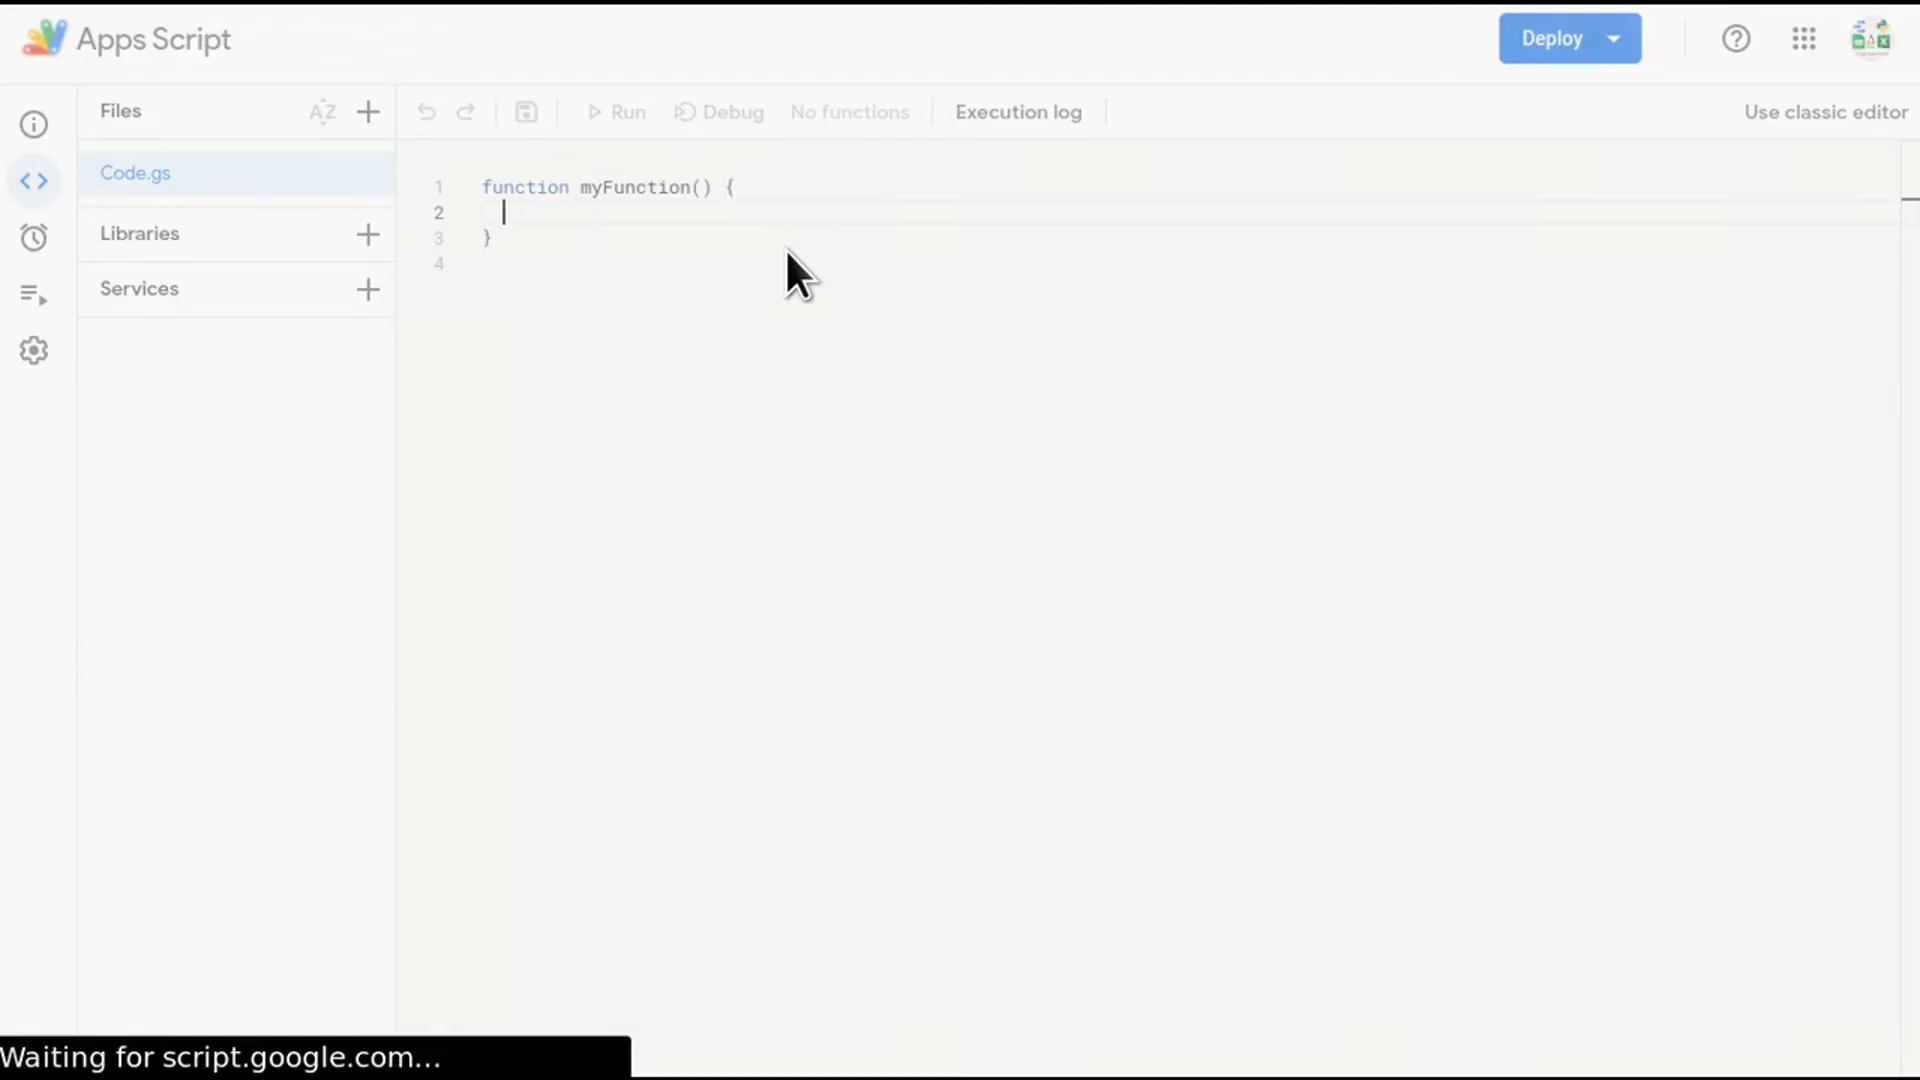 Apps Script
Deploy
Files
AZ
Run
Debug
No functions
Execution log
Use classic editor
Code.gs
Libraries
Services
1 function myFunction() {
2
3 }
4
Waiting for script.google.com...